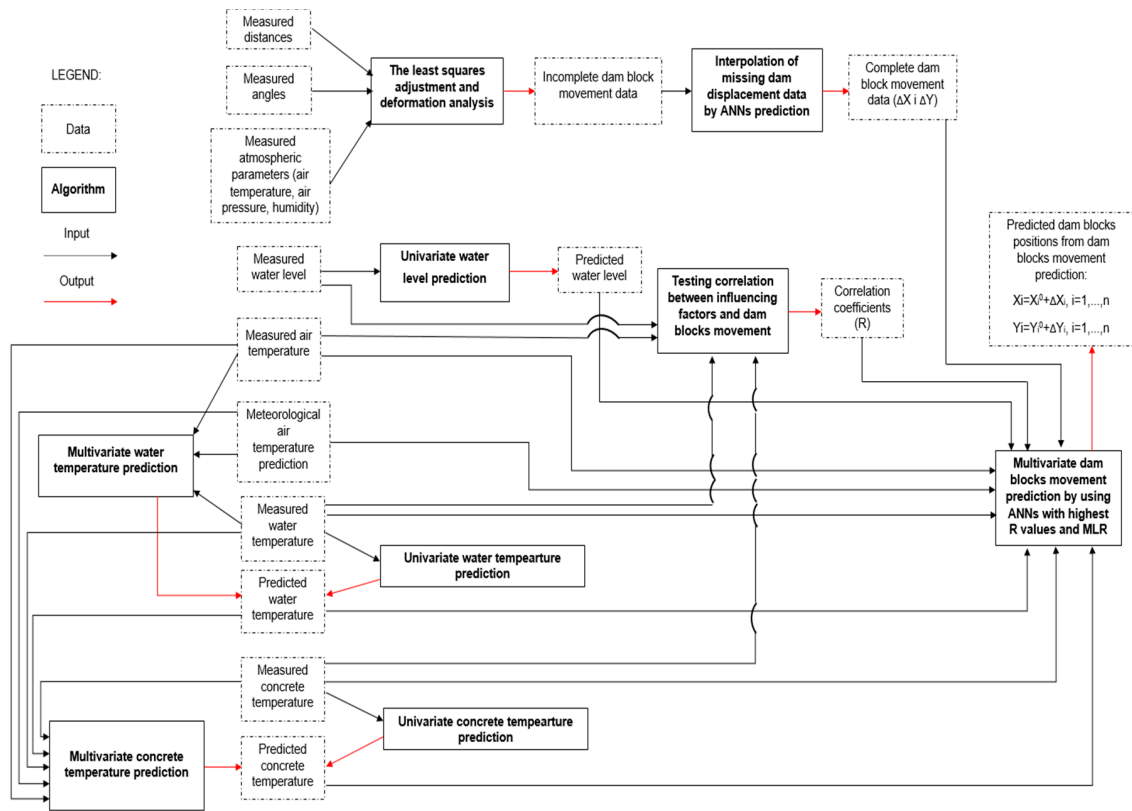 LEGEND:
Data
Algorithm
Input
Output
Measured
distances
Measured
angles
Measured
atmospheric
parameters (air
temperature, air
pressure, humidity)
The least squares
adjustment and
deformation analysis
Incomplete dam block
movement data
Interpolation of
missing dam
displacement data
by ANNs prediction
Complete dam
block movement
data (ΔX i ΔY)
Measured
water level
Univariate water
level prediction
Predicted
water level
Testing correlation
between influencing
factors and dam
blocks movement
Correlation
coefficients
(R)
Predicted dam blocks
positions from dam
blocks movement
prediction:
Xi=Xi⁰+ΔXi, i=1,...,n
Yi=Yi⁰+ΔYi, i=1,...,n
Measured air
temperature
Meteorological
air
temperature
prediction
Multivariate water
temperature prediction
Measured
water
temperature
Univariate water tempearture
prediction
Predicted
water
temperature
Multivariate dam
blocks movement
prediction by using
ANNs with highest
R values and MLR
Measured
concrete
temperature
Univariate concrete tempearture
prediction
Multivariate concrete
temperature prediction
Predicted
concrete
temperature